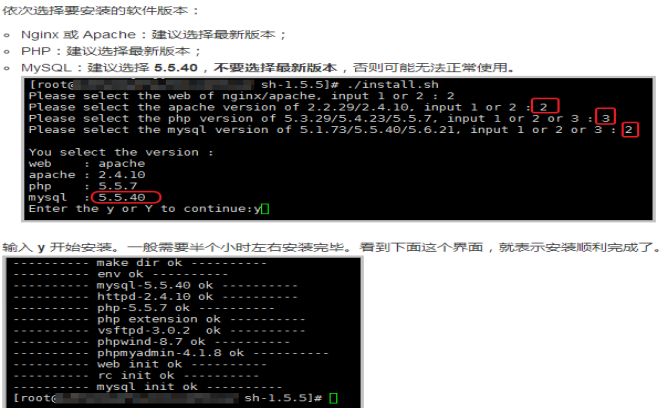 依次选择要安装的软件版本：
Nginx 或 Apache：建议选择最新版本；
PHP：建议选择最新版本；
MySQL：建议选择 5.5.40，不要选择最新版本，否则可能无法正常使用。
[root@ sh-1.5.5]# ./install.sh
Please select the web of nginx/apache, input 1 or 2 : 2
Please select the apache version of 2.2.29/2.4.10, input 1 or 2 : 2
Please select the php version of 5.3.29/5.4.23/5.5.7, input 1 or 2 or 3 : 3
Please select the mysql version of 5.1.73/5.5.40/5.6.21, input 1 or 2 or 3 : 2
You select the version :
web : apache
apache : 2.4.10
php : 5.5.7
mysql : 5.5.40
Enter the y or Y to continue:y
输入 y 开始安装。一般需要半个小时左右安装完毕。看到下面这个界面，就表示安装顺利完成了。
---------- make dir ok ----------
---------- env ok ----------
---------- mysql-5.5.40 ok ----------
---------- httpd-2.4.10 ok ----------
---------- php-5.5.7 ok ----------
---------- php extension ok ----------
---------- vsftpd-3.0.2 ok ----------
---------- phpwind-8.7 ok ----------
---------- phpmyadmin-4.1.8 ok ----------
---------- web init ok ----------
---------- rc init ok ----------
---------- mysql init ok ----------
[root@ sh-1.5.5]#